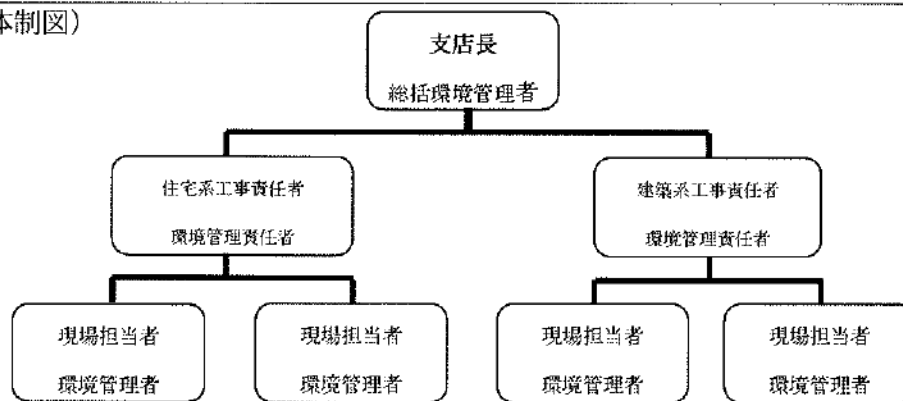 本制図）
支店長
総括環境管理者
住宅系工事責任者
環境管理責任者
建築系工事責任者
環境管理責任者
現場担当者
環境管理者
現場担当者
環境管理者
現場担当者
環境管理者
現場担当者
環境管理者